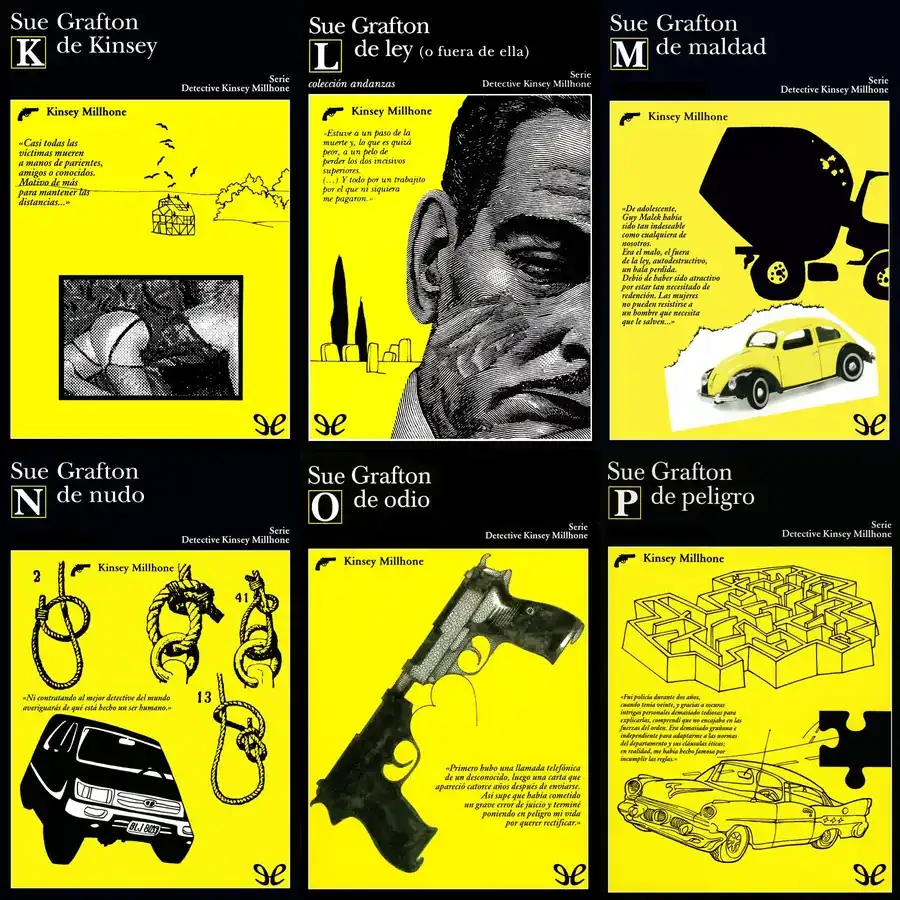 Sue Grafton
K de Kinsey
Serie
Detective Kinsey Millhone
Kinsey Millhone
«Casi todas las
víctimas mueren
a manos de parientes,
amigos o conocidos.
Motivo de más
para mantener las
distancias...»
Sue Grafton
L de ley (o fuera de ella)
colección andanzas
Serie
Detective Kinsey Millhone
Kinsey Millhone
«Estuve a un paso de la
muerte y, lo que es quizá
peor, a un pelo de
perder los dos incisivos
superiores.
(...) Y todo por un trabajito
por el que ni siquiera
me pagaron.»
Sue Grafton
M de maldad
Serie
Detective Kinsey Millhone
Kinsey Millhone
«De adolescente,
Guy Malek había
sido tan indeseable
como cualquiera de
nosotros.
Era el malo, el fuera
de la ley, autodestructivo,
un bala perdida.
Debió de haber sido atractivo
por estar tan necesitado de
redención. Las mujeres
no pueden resistirse a
un hombre que necesita
que le salven...»
Sue Grafton
N de nudo
Serie
Detective Kinsey Millhone
Kinsey Millhone
2
41
13
«Ni contratando al mejor detective del mundo
averiguarás de qué está hecho un ser humano.»
Sue Grafton
O de odio
Serie
Detective Kinsey Millhone
Kinsey Millhone
«Primero hubo una llamada telefónica
de un desconocido, luego una carta que
apareció catorce años después de enviarse.
Así supe que había cometido
un grave error de juicio y terminé
poniendo en peligro mi vida
por querer rectificar.»
Sue Grafton
P de peligro
Serie
Detective Kinsey Millhone
Kinsey Millhone
«Fui policía durante dos años,
cuando tenía veinte, y gracias a oscuras
intrigas personales demasiado tediosas para
explicarlas, comprendí que no encajaba en las
fuerzas del orden. Era demasiado gruñona e
independiente para adaptarme a las normas
del departamento y sus cláusulas éticas;
en realidad, me había hecho famosa por
incumplir las reglas.»